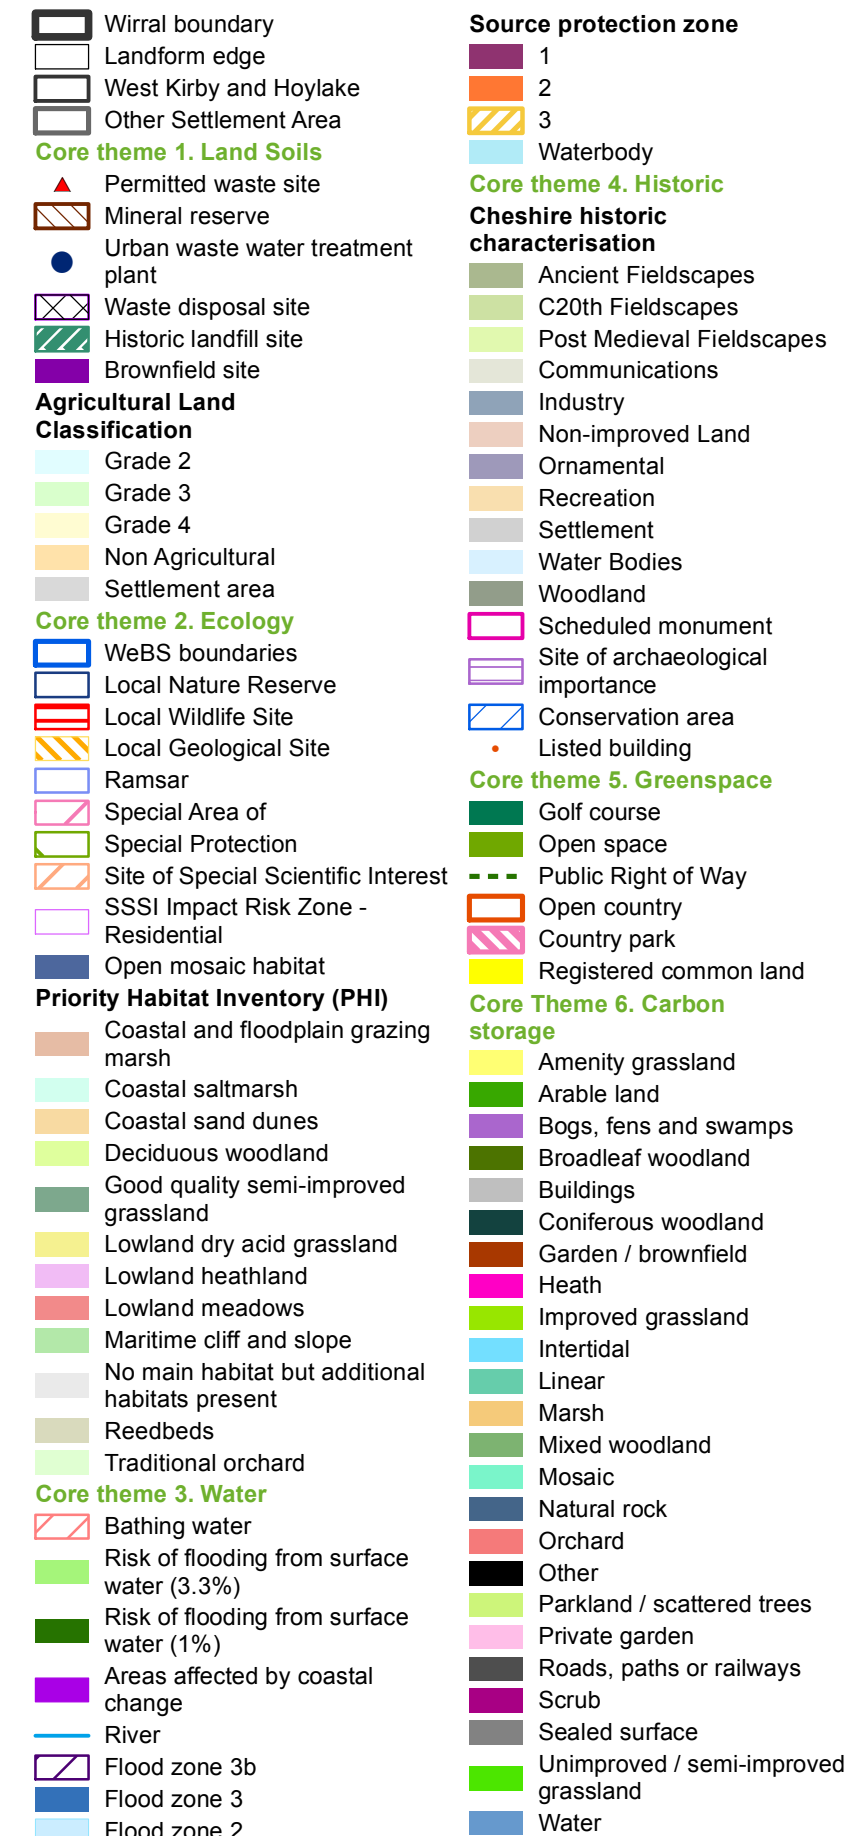 Wirral boundary
Landform edge
West Kirby and Hoylake
Other Settlement Area
Core theme 1. Land Soils
Permitted waste site
Mineral reserve
Urban waste water treatment
plant
Waste disposal site
Historic landfill site
Brownfield site
Agricultural Land
Classification
Grade 2
Grade 3
Grade 4
Non Agricultural
Settlement area
Core theme 2. Ecology
WeBS boundaries
Local Nature Reserve
Local Wildlife Site
Local Geological Site
Ramsar
Special Area of
Special Protection
Site of Special Scientific Interest
SSSI Impact Risk Zone -
Residential
Open mosaic habitat
Priority Habitat Inventory (PHI)
Coastal and floodplain grazing
marsh
Coastal saltmarsh
Coastal sand dunes
Deciduous woodland
Good quality semi-improved
grassland
Lowland dry acid grassland
Lowland heathland
Lowland meadows
Maritime cliff and slope
No main habitat but additional
habitats present
Reedbeds
Traditional orchard
Core theme 3. Water
Bathing water
Risk of flooding from surface
water (3.3%)
Risk of flooding from surface
water (1%)
Areas affected by coastal
change
River
Flood zone 3b
Flood zone 3
Flood zone 2
Source protection zone
1
2
3
Waterbody
Core theme 4. Historic
Cheshire historic
characterisation
Ancient Fieldscapes
C20th Fieldscapes
Post Medieval Fieldscapes
Communications
Industry
Non-improved Land
Ornamental
Recreation
Settlement
Water Bodies
Woodland
Scheduled monument
Site of archaeological
importance
Conservation area
Listed building
Core theme 5. Greenspace
Golf course
Open space
Public Right of Way
Open country
Country park
Registered common land
Core Theme 6. Carbon
storage
Amenity grassland
Arable land
Bogs, fens and swamps
Broadleaf woodland
Buildings
Coniferous woodland
Garden / brownfield
Heath
Improved grassland
Intertidal
Linear
Marsh
Mixed woodland
Mosaic
Natural rock
Orchard
Other
Parkland / scattered trees
Private garden
Roads, paths or railways
Scrub
Sealed surface
Unimproved / semi-improved
grassland
Water